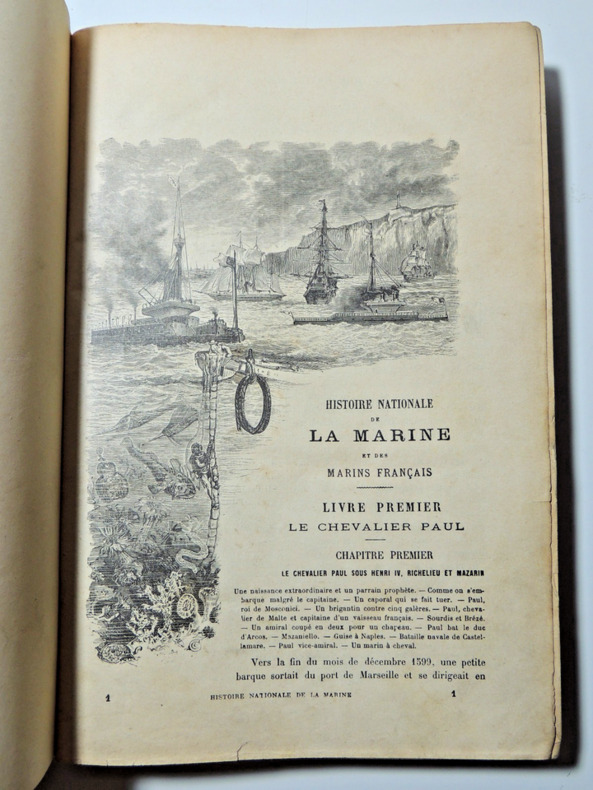 HISTOIRE NATIONALE
DE
LA MARINE
ET DES
MARINS FRANÇAIS
LIVRE PREMIER
LE CHEVALIER PAUL
CHAPITRE PREMIER
LE CHEVALIER PAUL SOUS HENRI IV, RICHELIEU ET MAZARIN
Une naissance extraordinaire et un parrain prophète. — Comme on s'em-
barque malgré le capitaine. — Un caporal qui se fait tuer. — Paul,
roi de Mosconici. — Un brigantin contre cinq galères. — Paul, cheva-
lier de Malte et capitaine d'un vaisseau français. — Sourdis et Brézé.
— Un amiral coupé en deux pour un chapeau. — Paul bat le duc
d'Arcos. — Mazaniello. — Guise à Naples. — Bataille navale de Castel-
lamare. — Paul vice-amiral. — Un marin à cheval.
Vers la fin du mois de décembre 1599, une petite
barque sortait du port de Marseille et se dirigeait en
1 HISTOIRE NATIONALE DE LA MARINE 1